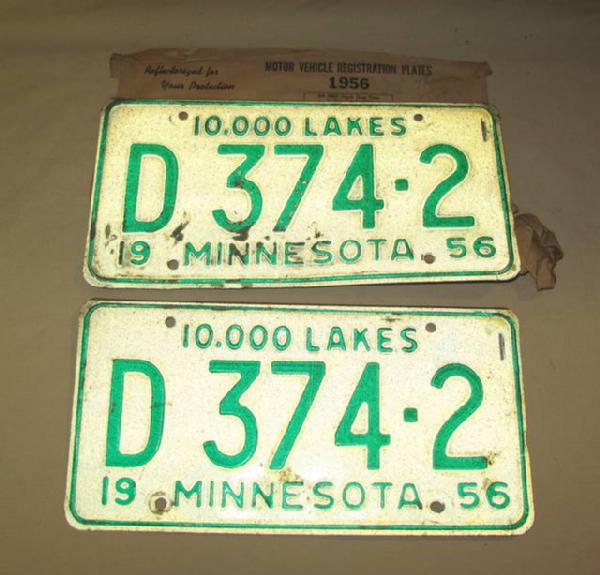 Reflectorized for
Your Protection
MOTOR VEHICLE REGISTRATION PLATES
1956
10,000 LAKES
D 374·2
19 MINNESOTA 56
10,000 LAKES
D 374·2
19 MINNESOTA 56